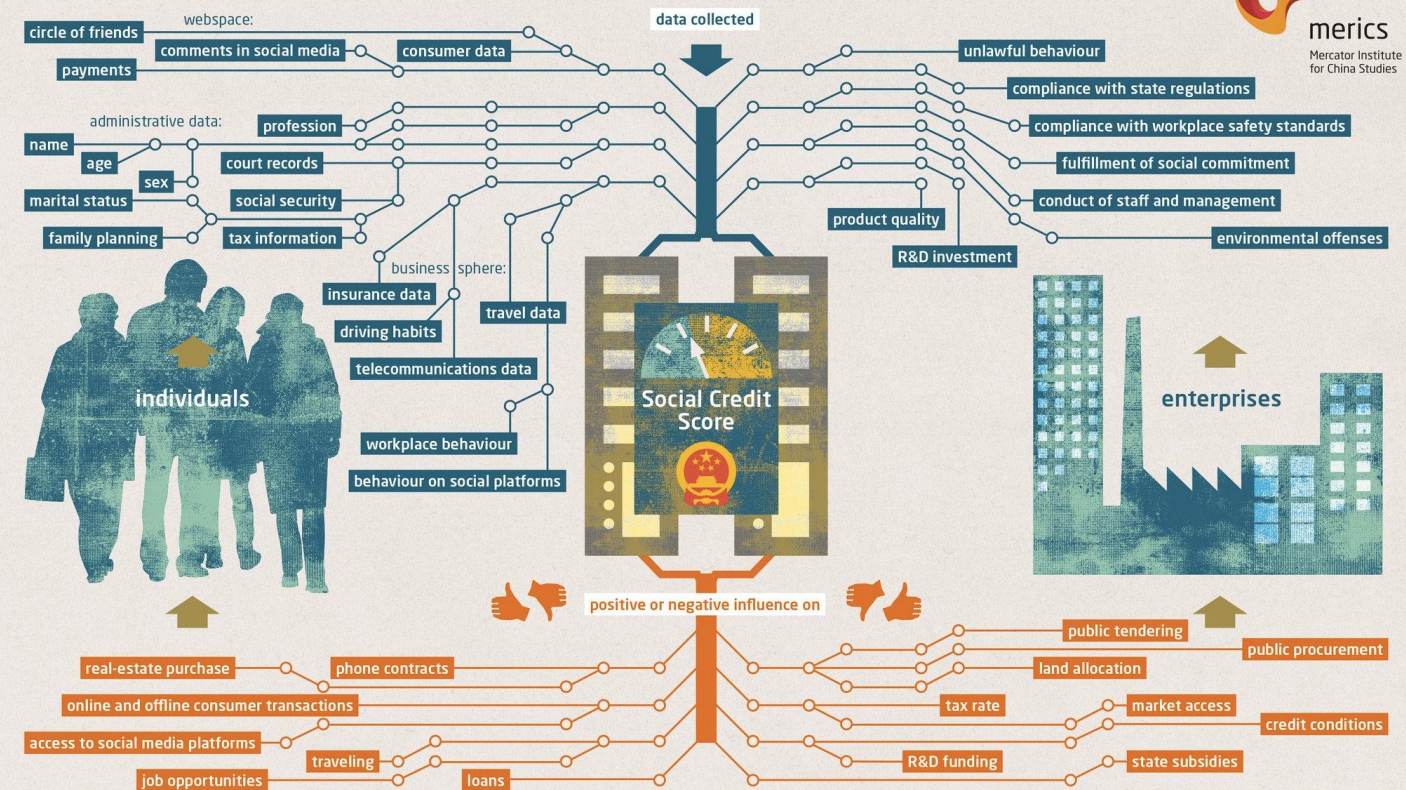 webspace:
circle of friends
comments in social media
consumer data
payments
administrative data:
profession
name
age
court records
sex
marital status
social security
family planning
tax information
business sphere:
insurance data
travel data
driving habits
telecommunications data
workplace behaviour
behaviour on social platforms
individuals
data collected
Social Credit
Score
unlawful behaviour
compliance with state regulations
compliance with workplace safety standards
fulfillment of social commitment
conduct of staff and management
product quality
environmental offenses
R&D investment
enterprises
merics
Mercator Institute
for China Studies
positive or negative influence on
real-estate purchase
phone contracts
online and offline consumer transactions
access to social media platforms
traveling
job opportunities
loans
public tendering
public procurement
land allocation
tax rate
market access
credit conditions
R&D funding
state subsidies